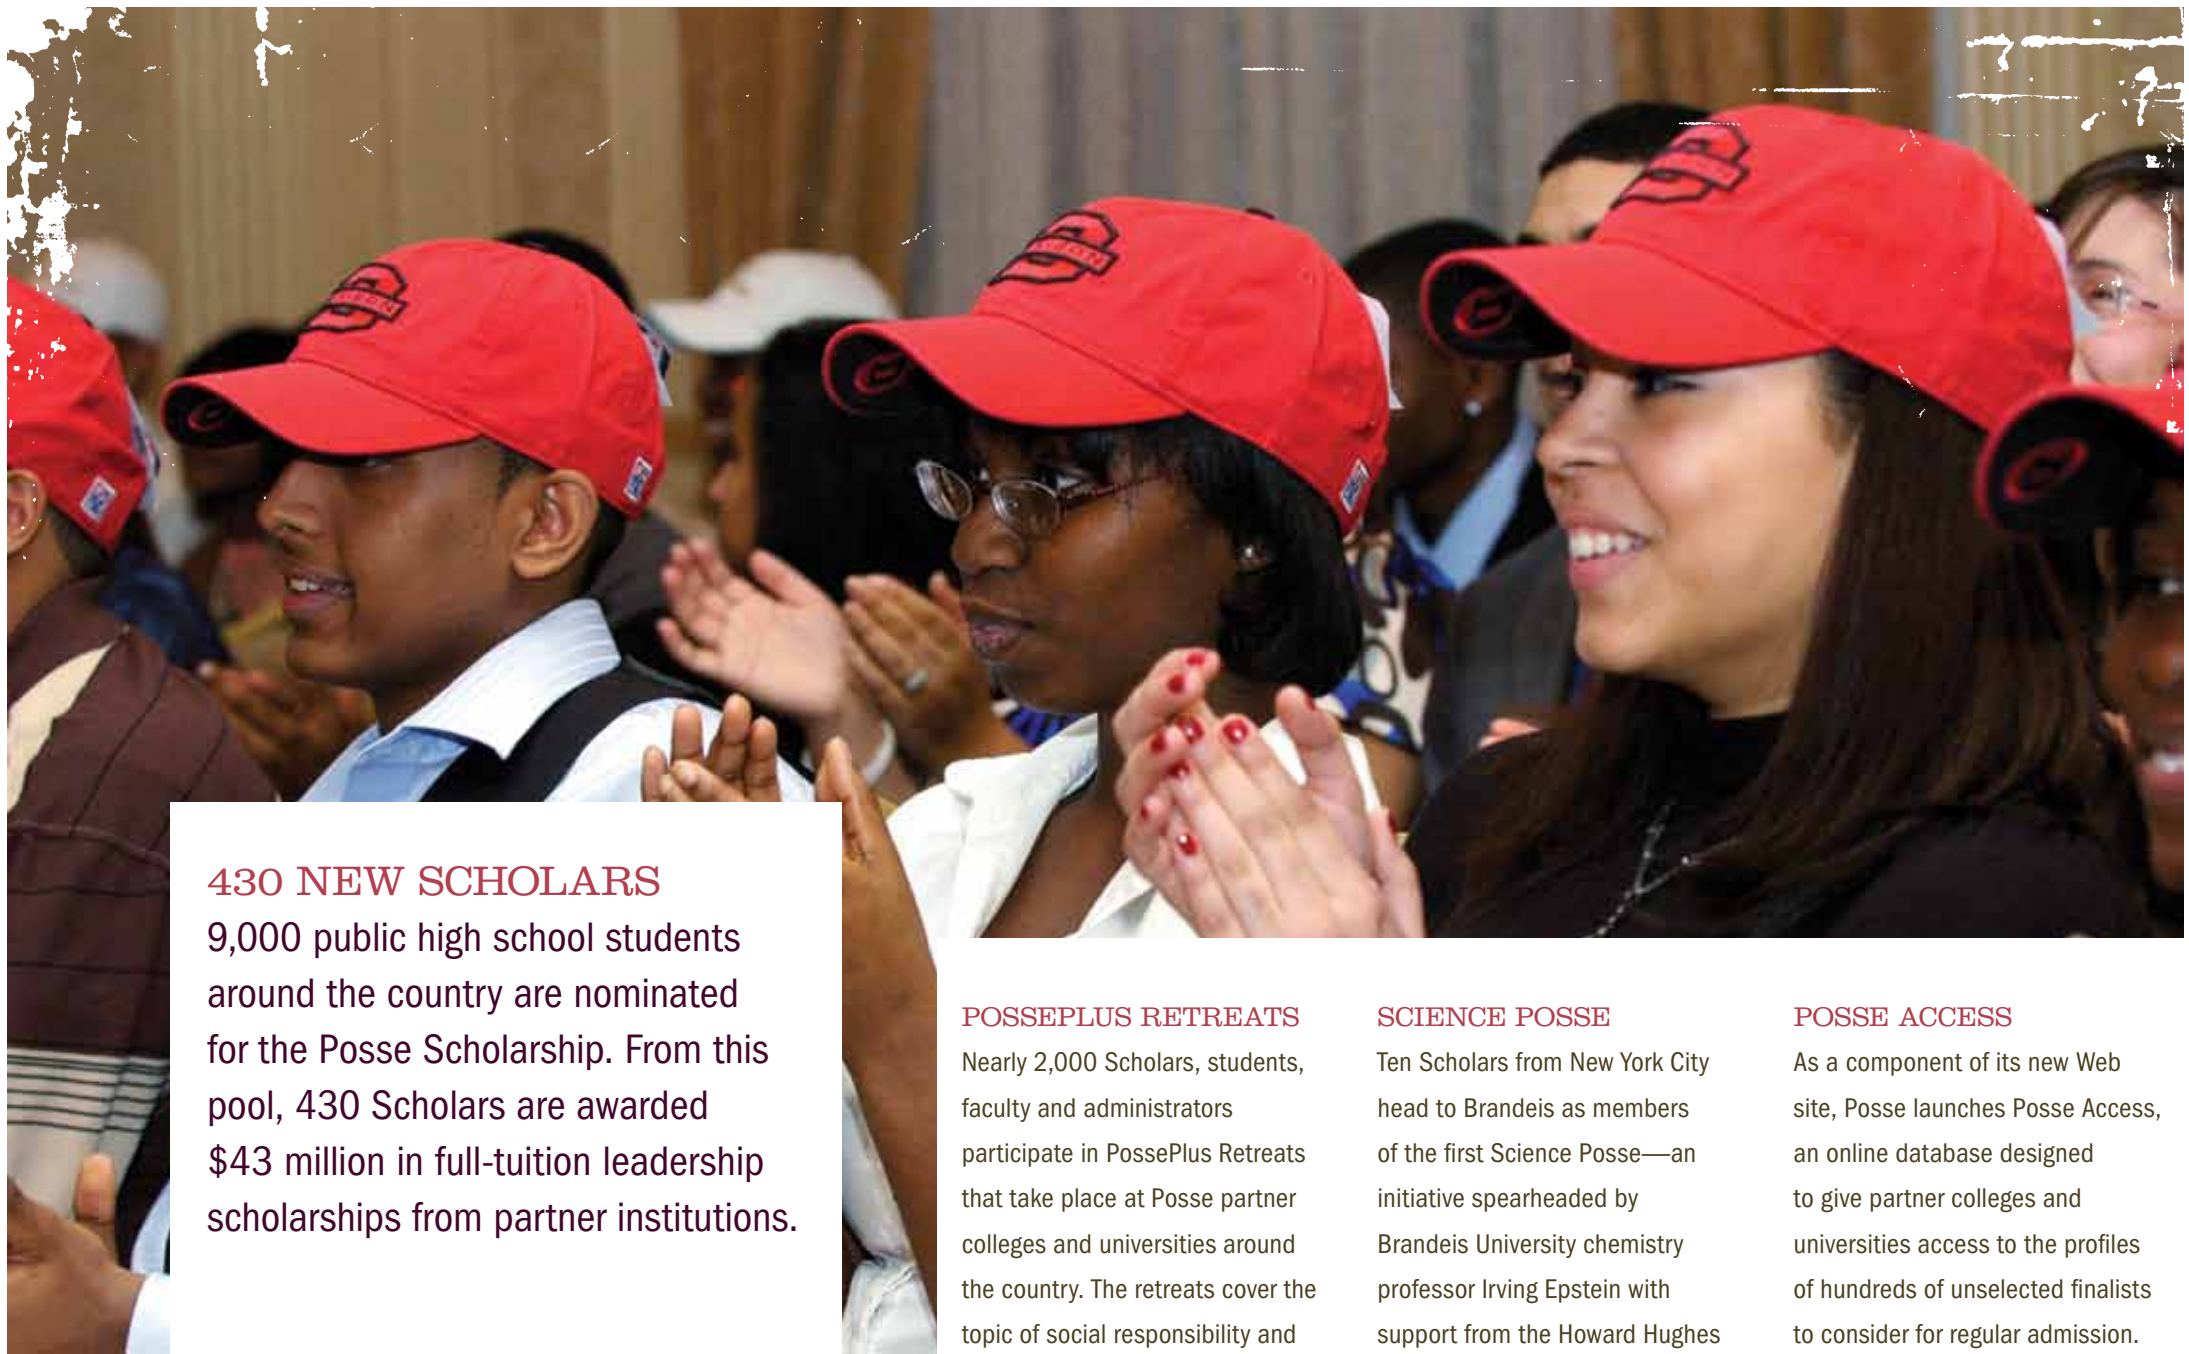 430 NEW SCHOLARS
9,000 public high school students
around the country are nominated
for the Posse Scholarship. From this
pool, 430 Scholars are awarded
$43 million in full-tuition leadership
scholarships from partner institutions.
POSSEPLUS RETREATS
Nearly 2,000 Scholars, students,
faculty and administrators
participate in PossePlus Retreats
that take place at Posse partner
colleges and universities around
the country. The retreats cover the
topic of social responsibility and
SCIENCE POSSE
Ten Scholars from New York City
head to Brandeis as members
of the first Science Posse—an
initiative spearheaded by
Brandeis University chemistry
professor Irving Epstein with
support from the Howard Hughes
POSSE ACCESS
As a component of its new Web
site, Posse launches Posse Access,
an online database designed
to give partner colleges and
universities access to the profiles
of hundreds of unselected finalists
to consider for regular admission.